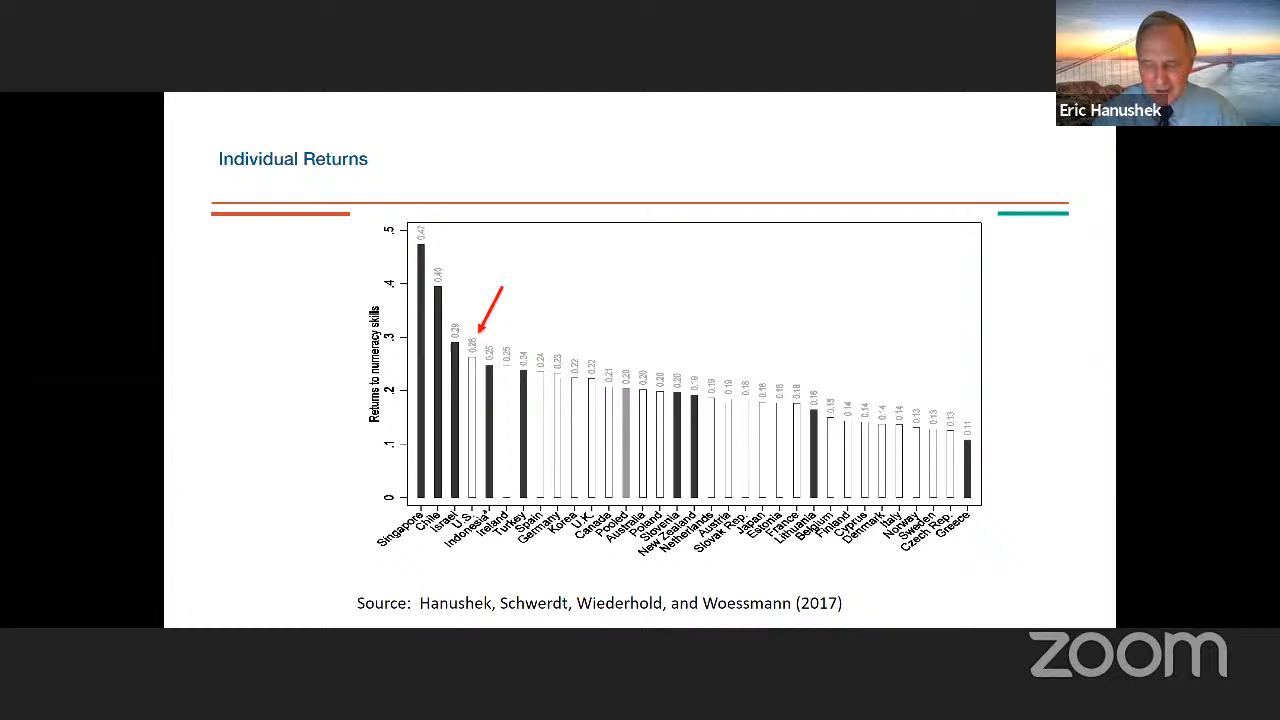 Eric Hanushek
Individual Returns
Returns to numeracy skills
.5
.4
.3
.2
.1
0
0.47
0.40
0.29
0.26
0.25
0.25
0.24
0.24
0.23
0.22
0.22
0.21
0.20
0.20
0.20
0.20
0.19
0.19
0.19
0.18
0.18
0.18
0.18
0.16
0.15
0.14
0.14
0.14
0.14
0.13
0.13
0.13
0.11
Singapore
Chile
Israel
U.S.
Ireland
Turkey
Spain
Germany
Korea
U.K.
Canada
Pooled
Australia
Poland
Slovenia
New Zealand
Netherlands
Austria
Slovak Rep.
Japan
Estonia
France
Lithuania
Belgium
Finland
Cyprus
Denmark
Italy
Norway
Sweden
Czech Rep.
Greece
Source: Hanushek, Schwerdt, Wiederhold, and Woessmann (2017)
zoom